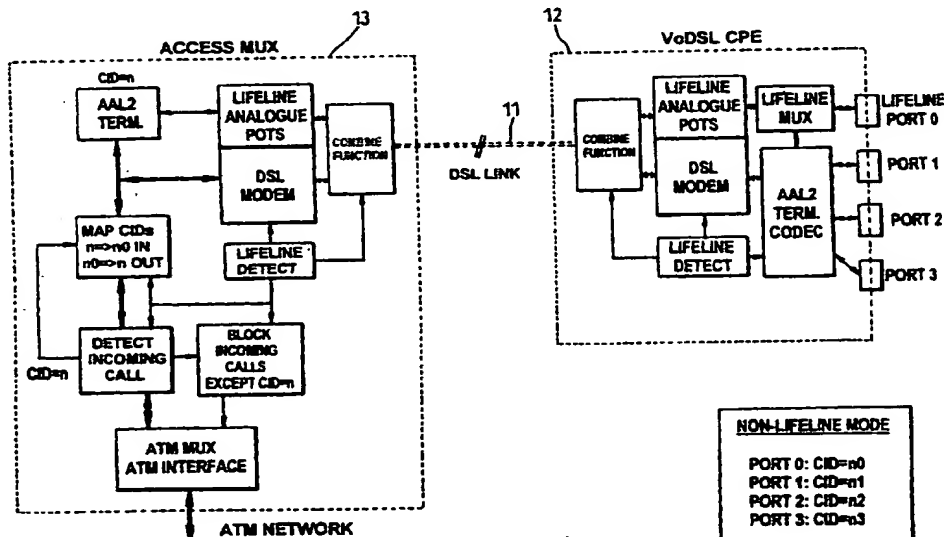 13
ACCESS MUX
CID=n
AAL2
TERM.
LIFELINE
ANALOGUE
POTS
DSL
MODEM
COMBINE
FUNCTION
LIFELINE
DETECT
MAP CIDs
n=>n0 IN
n0=>n OUT
DETECT
INCOMING
CALL
CID=n
BLOCK
INCOMING
CALLS
EXCEPT CID=n
ATM MUX
ATM INTERFACE
ATM NETWORK
11
DSL LINK
12
VoDSL CPE
COMBINE
FUNCTION
LIFELINE
ANALOGUE
POTS
DSL
MODEM
LIFELINE
DETECT
LIFELINE
MUX
AAL2
TERM.
CODEC
LIFELINE
PORT 0
PORT 1
PORT 2
PORT 3
NON-LIFELINE MODE
PORT 0: CID=n0
PORT 1: CID=n1
PORT 2: CID=n2
PORT 3: CID=n3